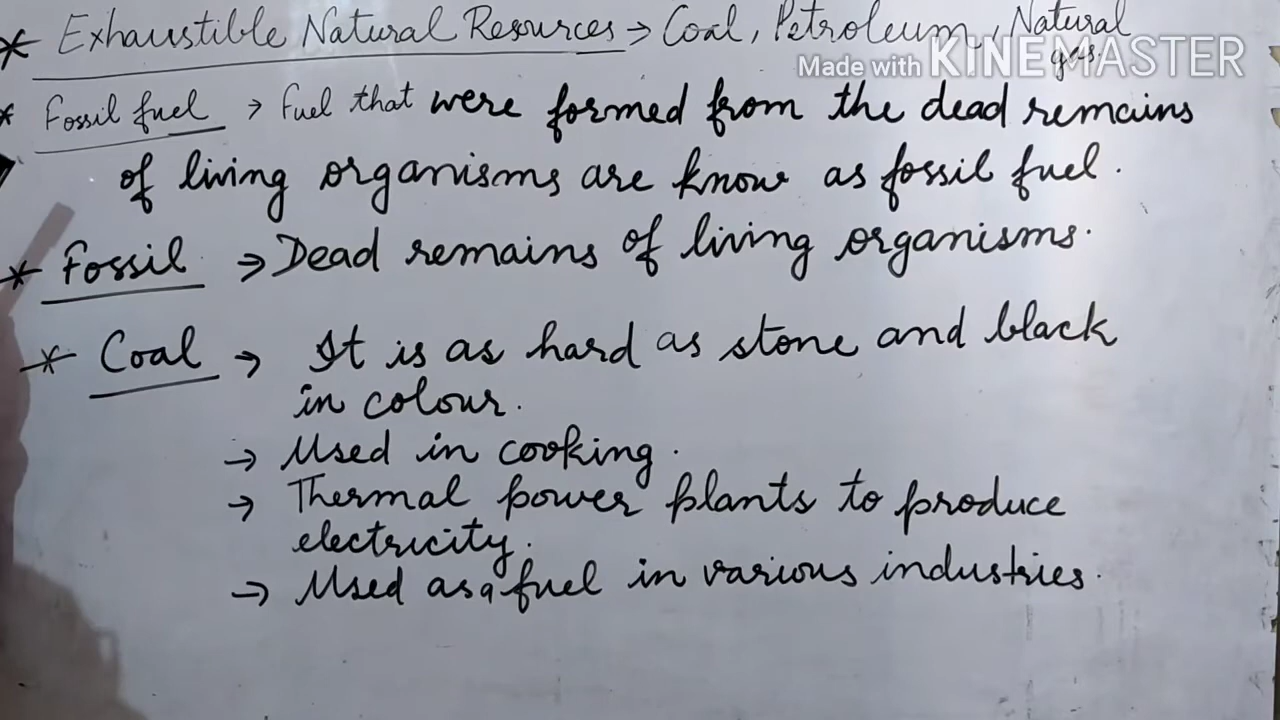 * Exhaustible Natural Resources → Coal, Petroleum, Natural gas.
Made with KINEMASTER
* Fossil fuel → Fuel that were formed from the dead remains
of living organisms are know as fossil fuel.
* Fossil → Dead remains of living organisms.
* Coal → It is as hard as stone and black
in colour.
→ Used in cooking.
→ Thermal power plants to produce
electricity.
→ Used as a fuel in various industries.